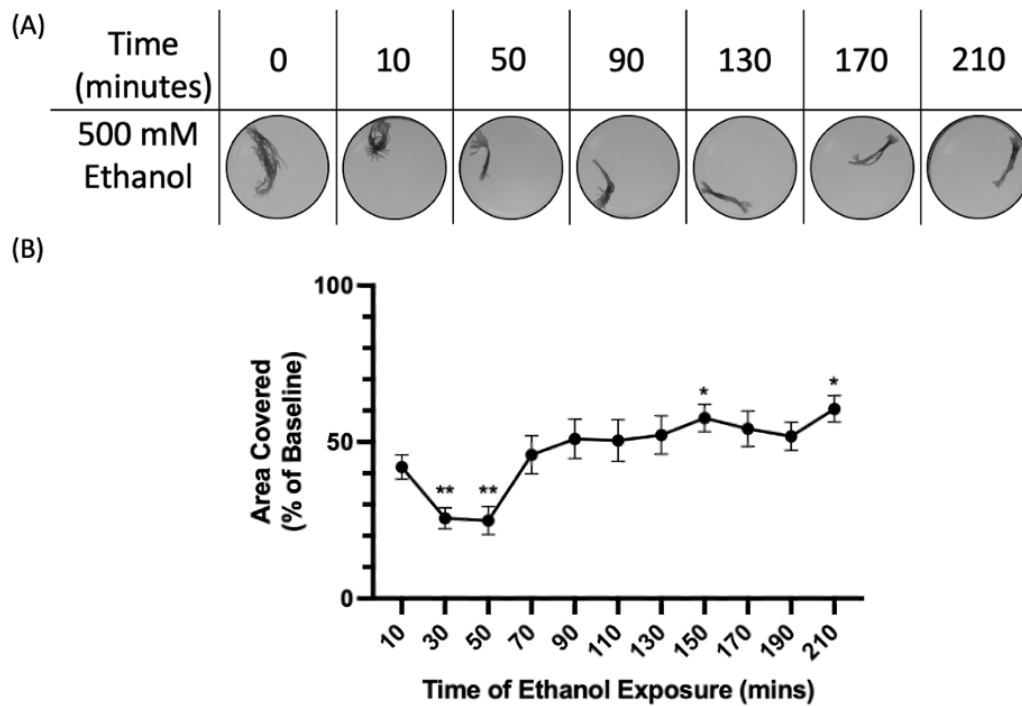 (A)
Time (minutes) 0 10 50 90 130 170 210
500 mM Ethanol
(B)
Area Covered
(% of Baseline)
100
50
0
*
*
**
**
10 30 50 70 90 110 130 150 170 190 210
Time of Ethanol Exposure (mins)